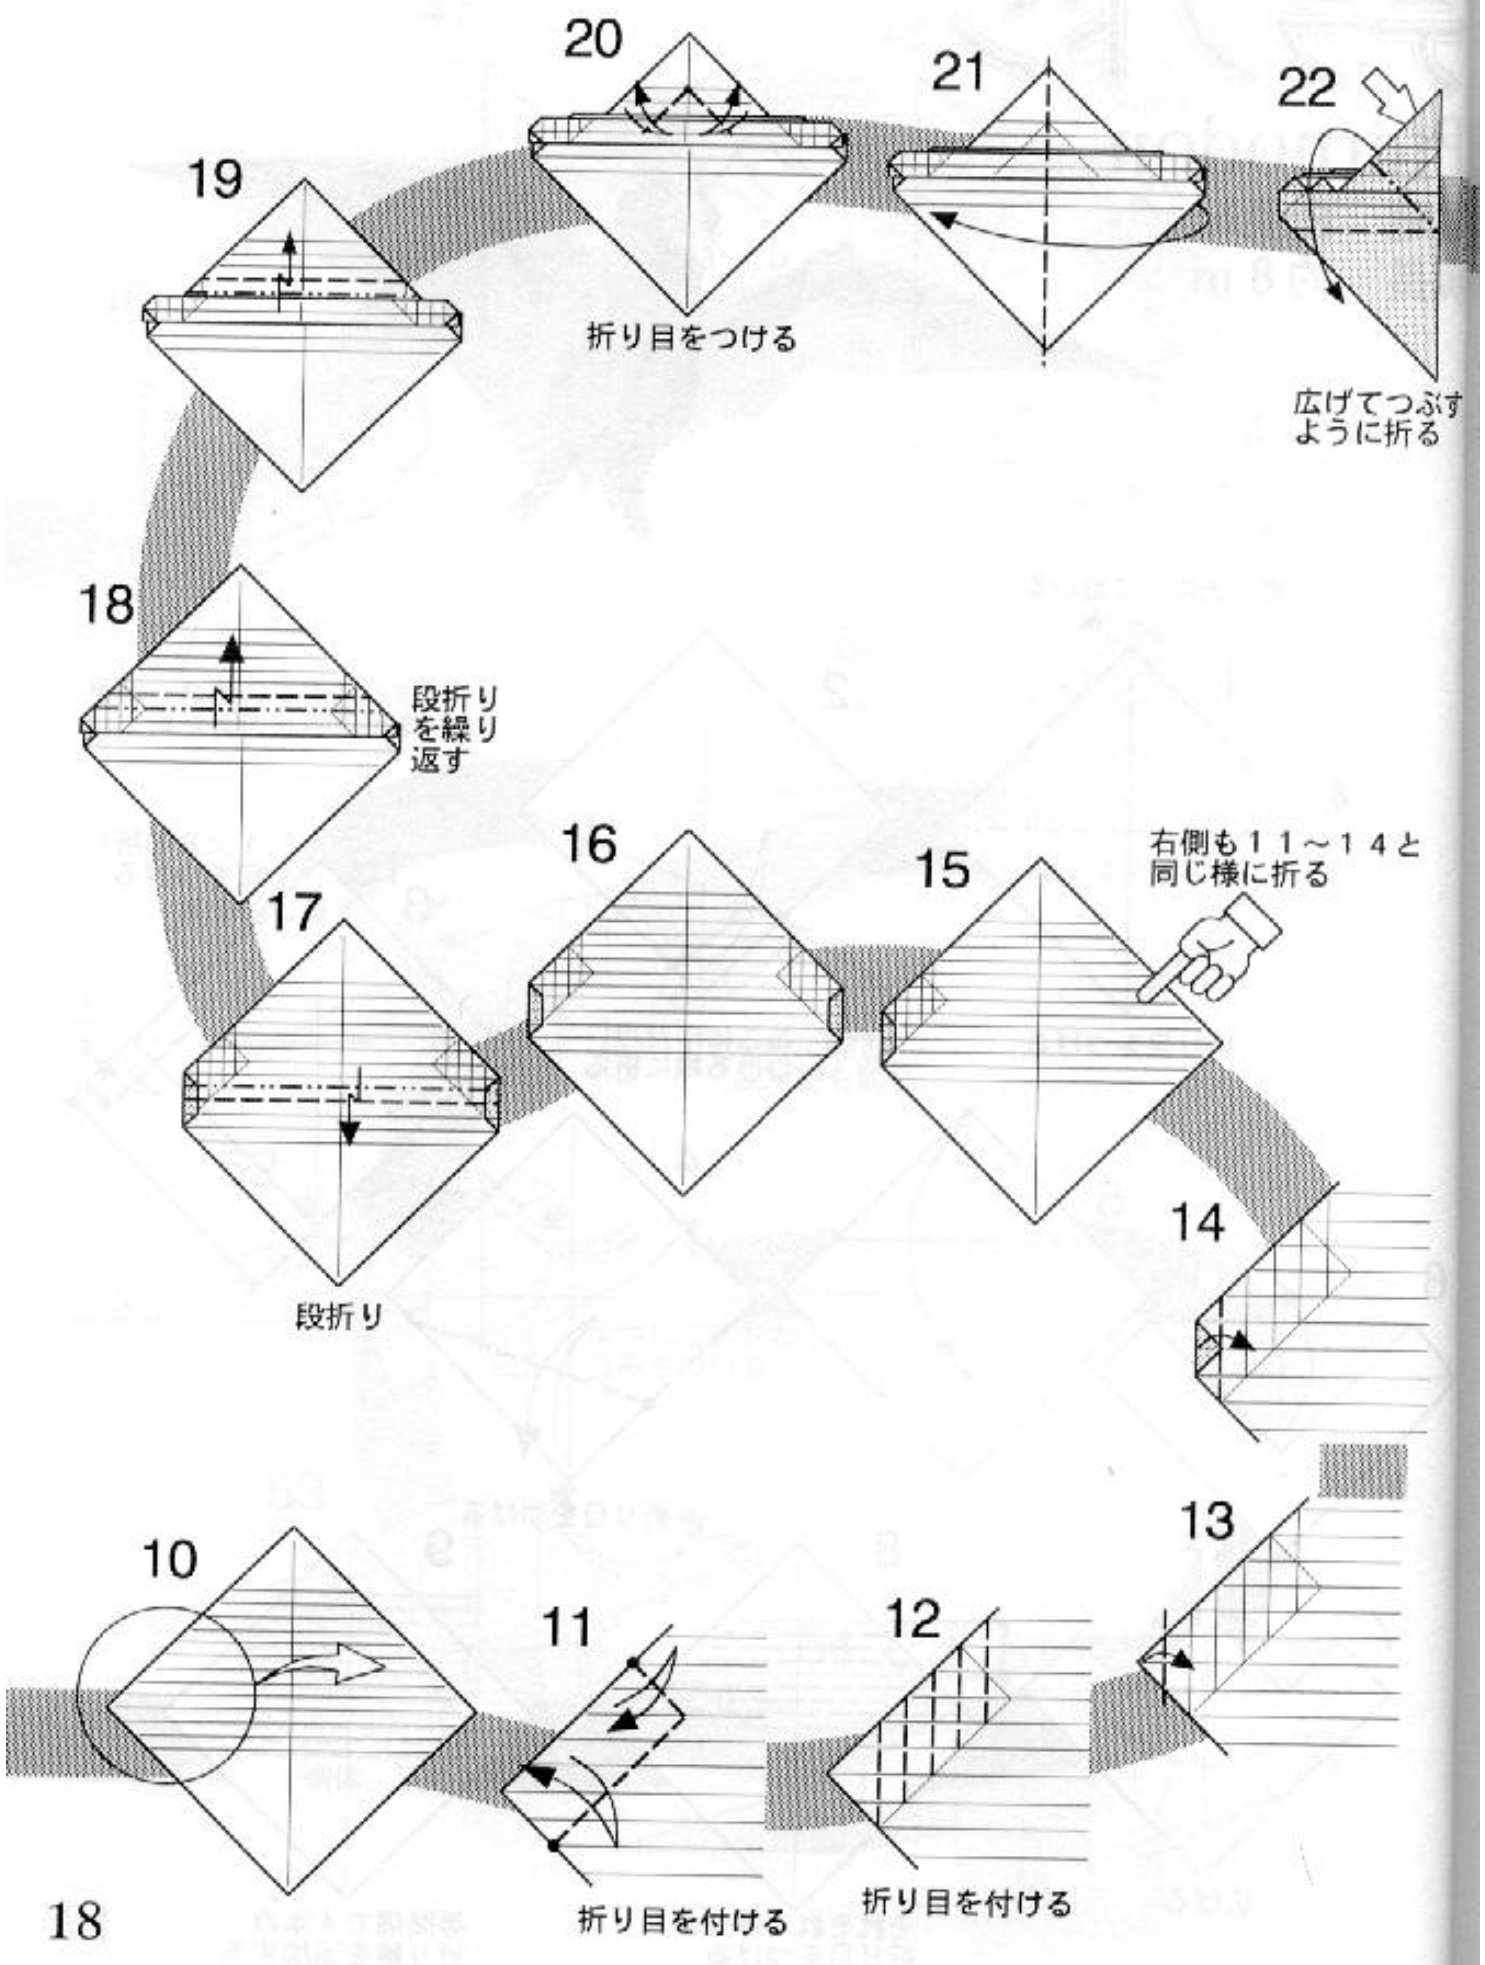 20
21
22
19
折り目をつける
広げてつぶす
ように折る
18
段折り
を繰り
返す
16
15
右側も11〜14と
同じ様に折る
17
段折り
14
13
10
11
12
折り目を付ける
折り目を付ける
18